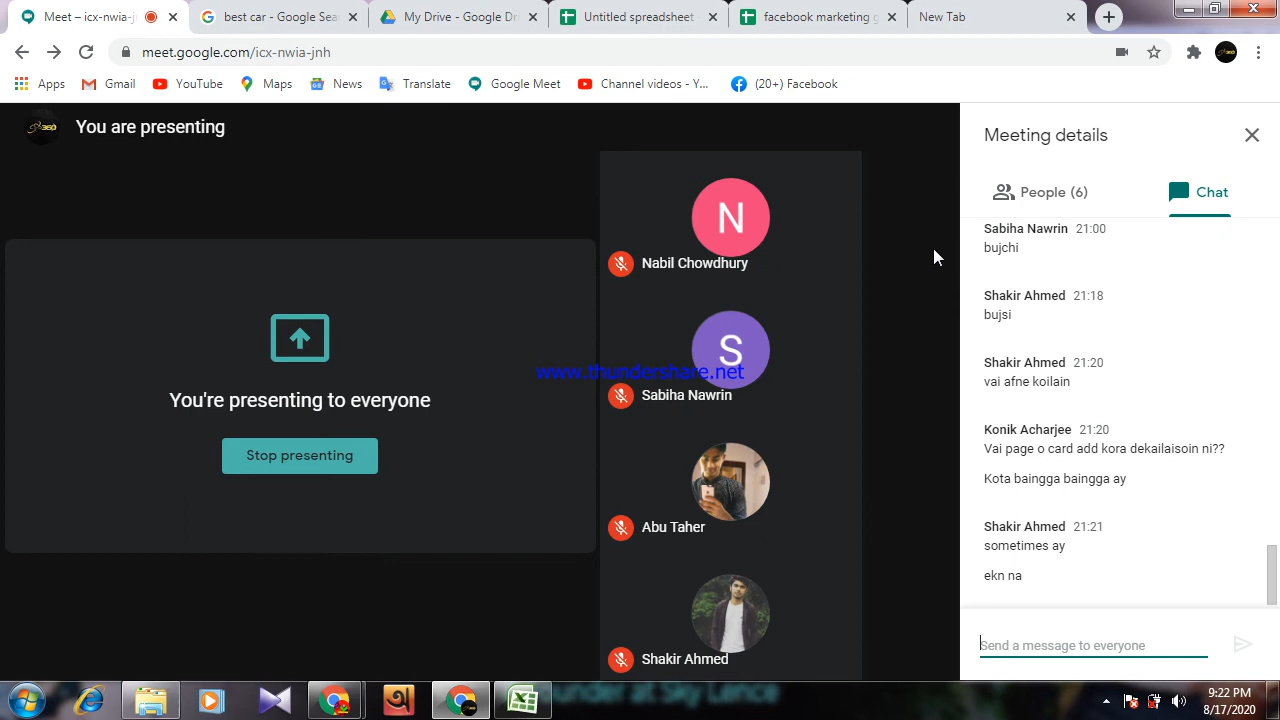 Meet – icx-nwia-j
best car - Google Sea
My Drive - Google Dr
Untitled spreadsheet
facebook marketing g
New Tab
meet.google.com/icx-nwia-jnh
Apps
Gmail
YouTube
Maps
News
Translate
Google Meet
Channel videos - Y...
(20+) Facebook
You are presenting
You're presenting to everyone
Stop presenting
N
Nabil Chowdhury
S
www.thundershare.net
Sabiha Nawrin
Abu Taher
Shakir Ahmed
Meeting details
People (6)
Chat
Sabiha Nawrin 21:00
bujchi
Shakir Ahmed 21:18
bujsi
Shakir Ahmed 21:20
vai afne koilain
Konik Acharjee 21:20
Vai page o card add kora dekailaisoin ni??
Kota baingga baingga ay
Shakir Ahmed 21:21
sometimes ay
ekn na
Send a message to everyone
9:22 PM
8/17/2020